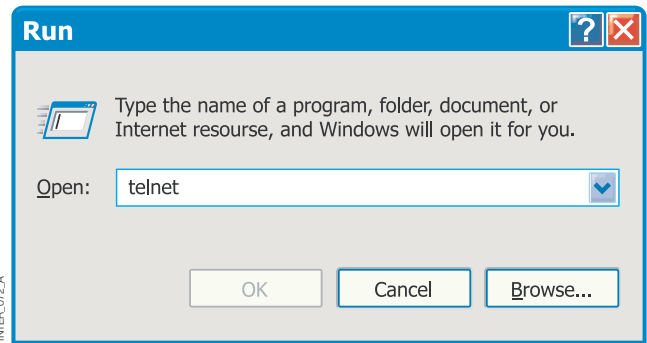 Run
?
Type the name of a program, folder, document, or
Internet resourse, and Windows will open it for you.
Open: telnet
OK Cancel Browse...